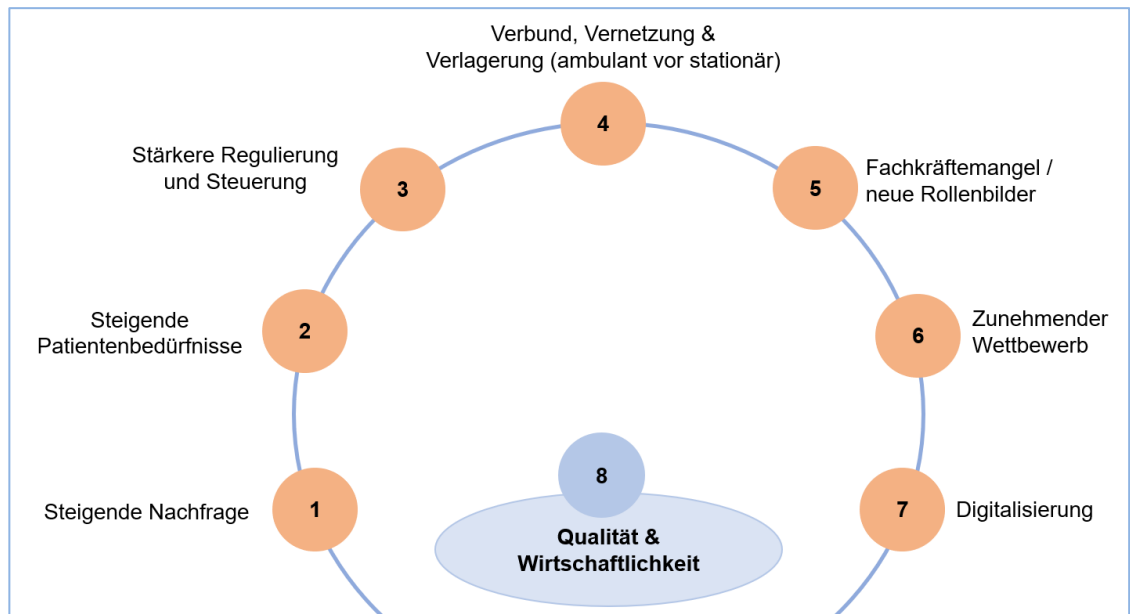 Verbund, Vernetzung &
Verlagerung (ambulant vor stationär)
4
Stärkere Regulierung
und Steuerung
3
5
Fachkräftemangel /
neue Rollenbilder
Steigende
Patientenbedürfnisse
2
6
Zunehmender
Wettbewerb
Steigende Nachfrage
1
8
Qualität &
Wirtschaftlichkeit
7
Digitalisierung